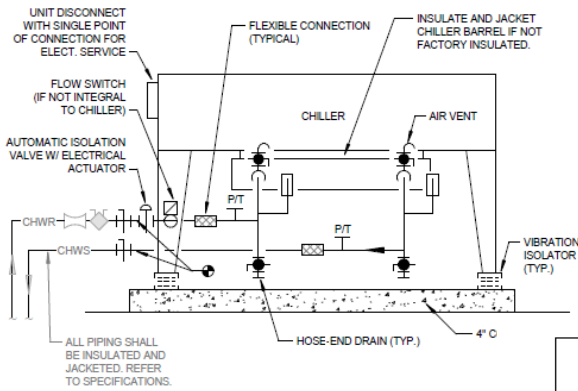 UNIT DISCONNECT
WITH SINGLE POINT
OF CONNECTION FOR
ELECT. SERVICE
FLEXIBLE CONNECTION
(TYPICAL)
INSULATE AND JACKET
CHILLER BARREL IF NOT
FACTORY INSULATED.
FLOW SWITCH
(IF NOT INTEGRAL
TO CHILLER)
CHILLER
AIR VENT
AUTOMATIC ISOLATION
VALVE W/ ELECTRICAL
ACTUATOR
P/T
CHWR
P/T
CHWS
VIBRATION
ISOLATOR
(TYP.)
HOSE-END DRAIN (TYP.)
4" C
ALL PIPING SHALL
BE INSULATED AND
JACKETED. REFER
TO SPECIFICATIONS.